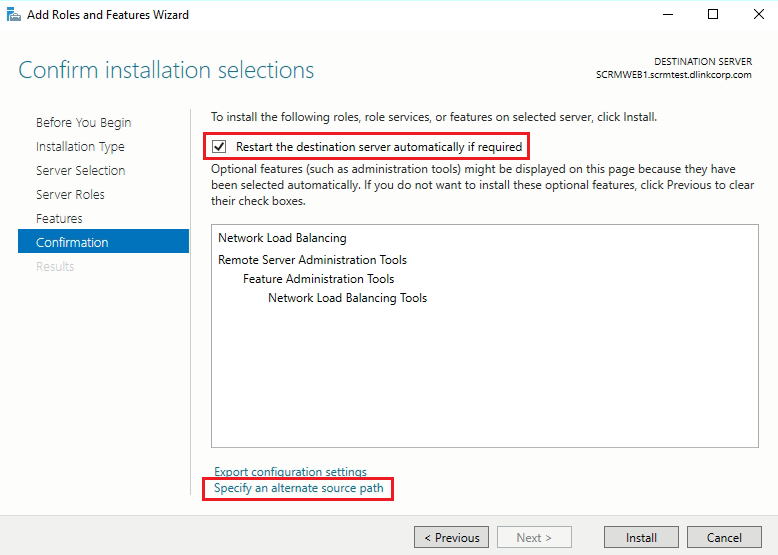 Add Roles and Features Wizard
Confirm installation selections
DESTINATION SERVER
SCRMWEB1.scrmtest.dlinkcorp.com
Before You Begin
Installation Type
Server Selection
Server Roles
Features
Confirmation
Results
To install the following roles, role services, or features on selected server, click Install.
Restart the destination server automatically if required
Optional features (such as administration tools) might be displayed on this page because they have
been selected automatically. If you do not want to install these optional features, click Previous to clear
their check boxes.
Network Load Balancing
Remote Server Administration Tools
Feature Administration Tools
Network Load Balancing Tools
Export configuration settings
Specify an alternate source path
< Previous
Next >
Install
Cancel